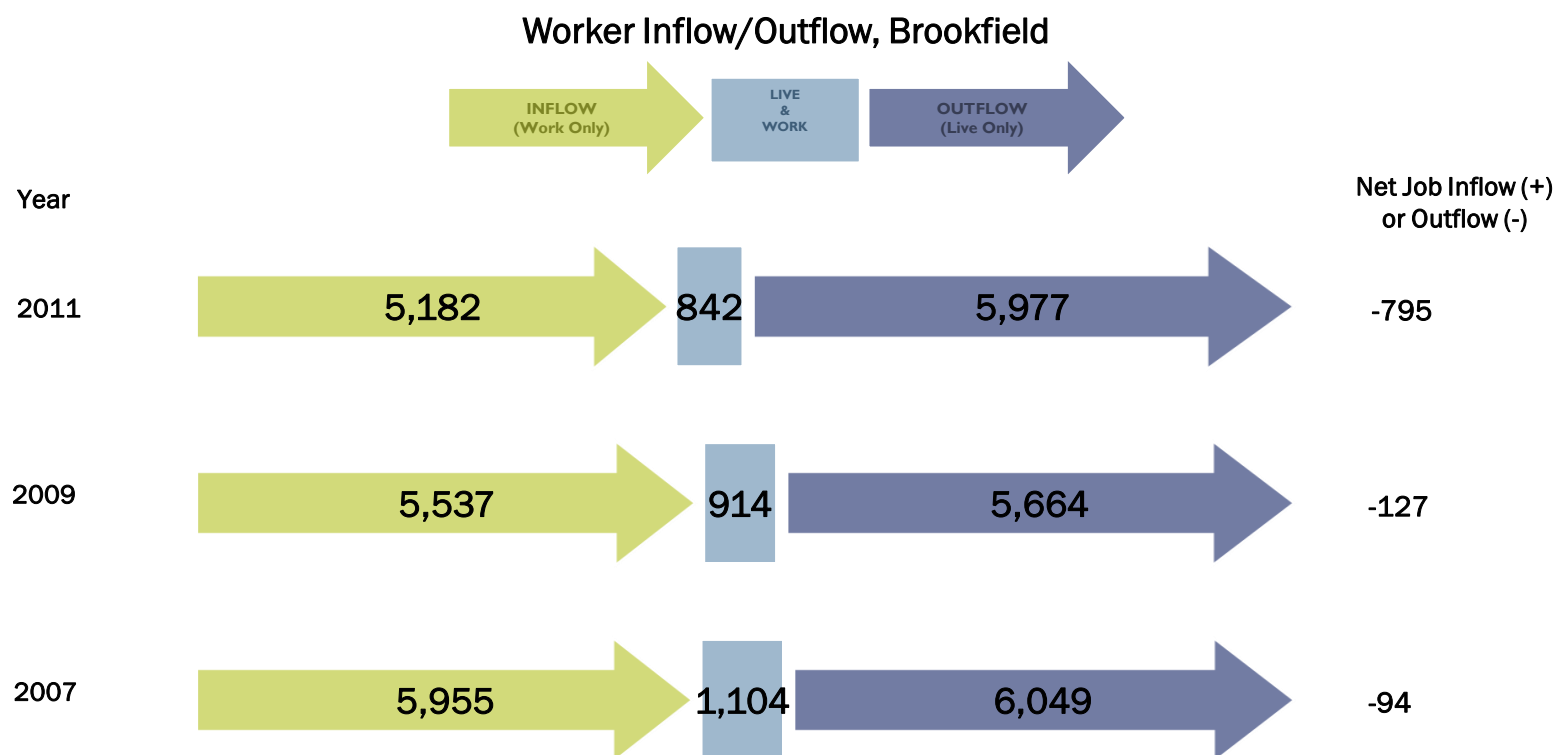 Worker Inflow/Outflow, Brookfield
INFLOW
(Work Only)
LIVE
&
WORK
OUTFLOW
(Live Only)
Year
Net Job Inflow (+)
or Outflow (-)
2011
5,182
842
5,977
-795
2009
5,537
914
5,664
-127
2007
5,955
1,104
6,049
-94